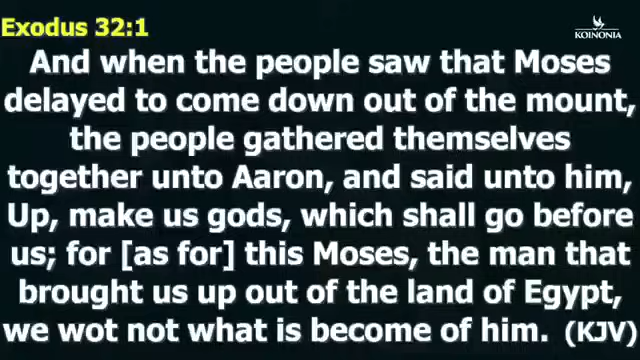 Exodus 32:1
KOINONIA
And when the people saw that Moses
delayed to come down out of the mount,
the people gathered themselves
together unto Aaron, and said unto him,
Up, make us gods, which shall go before
us; for [as for] this Moses, the man that
brought us up out of the land of Egypt,
we wot not what is become of him. (KJV)